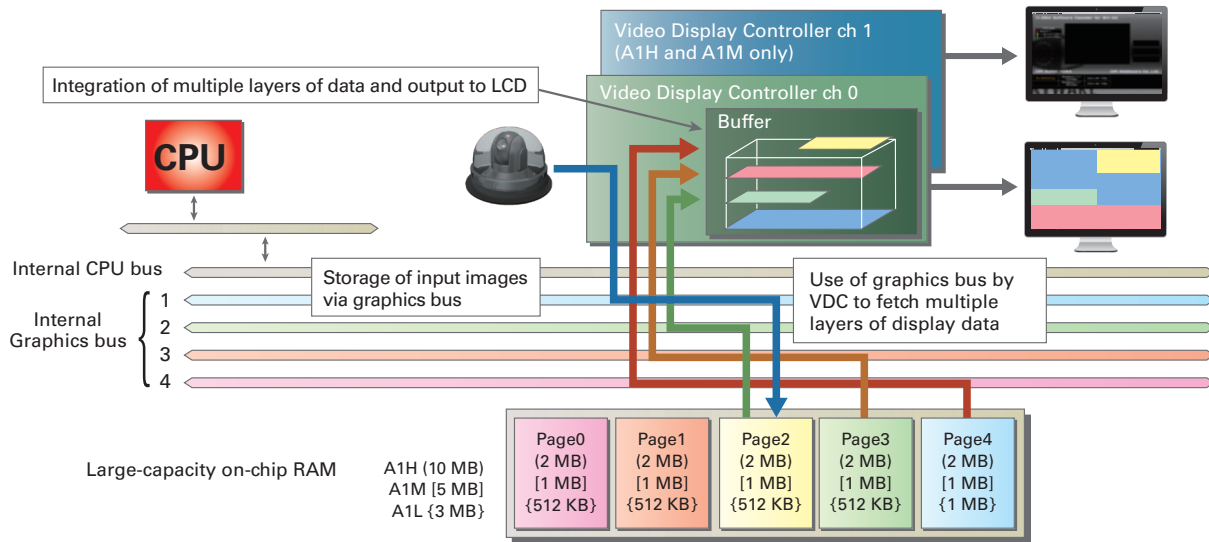 Video Display Controller ch 1
(A1H and A1M only)
Integration of multiple layers of data and output to LCD
Video Display Controller ch 0
Buffer
CPU
Internal CPU bus
Storage of input images
via graphics bus
Use of graphics bus by
VDC to fetch multiple
layers of display data
Internal
Graphics bus
1
2
3
4
Large-capacity on-chip RAM
A1H (10 MB)
A1M [5 MB]
A1L {3 MB}
Page0
(2 MB)
[1 MB]
{512 KB}
Page1
(2 MB)
[1 MB]
{512 KB}
Page2
(2 MB)
[1 MB]
{512 KB}
Page3
(2 MB)
[1 MB]
{512 KB}
Page4
(2 MB)
[1 MB]
{1 MB}